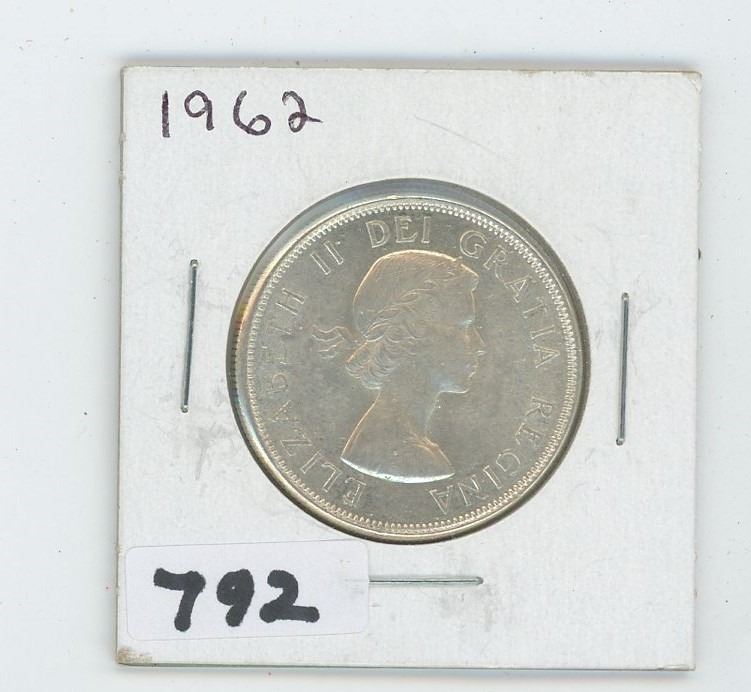 1962
ELIZABETH II DEI GRATIA REGINA
792